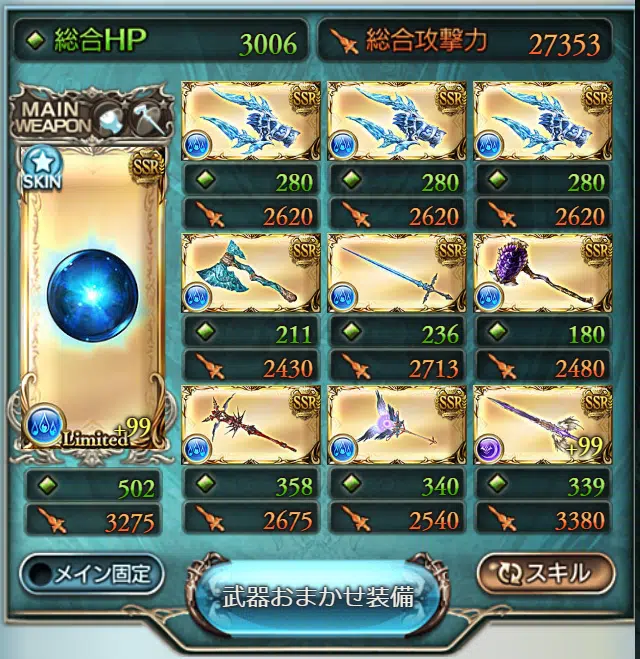 総合HP 3006 総合攻撃力 27353
MAIN WEAPON
SKIN
SSR SSR SSR SSR
280 280 280
2620 2620 2620
SSR SSR SSR
211 236 180
2430 2713 2480
SSR SSR SSR
Limited +99 +99
502 358 340 339
3275 2675 2540 3380
メイン固定 武器おまかせ装備 スキル